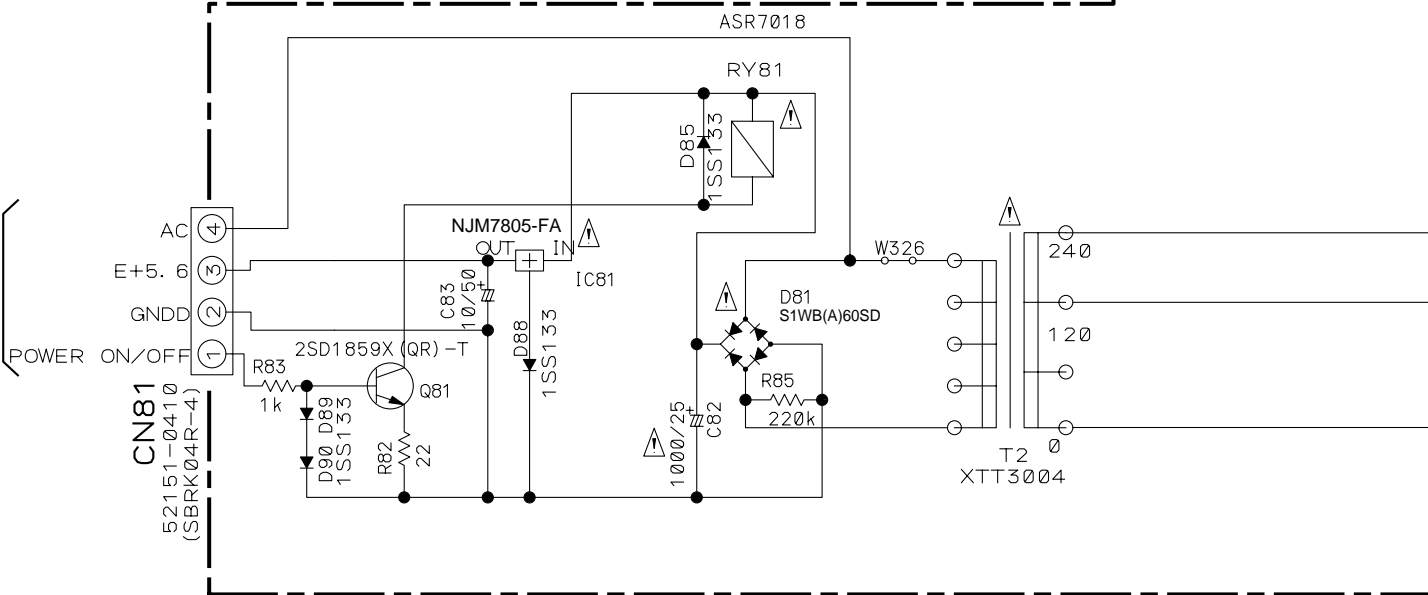 ASR7018
RY81
D85
1SS133
AC
4
NJM7805-FA
OUT
IN
IC81
E+5.6
3
W326
240
GNDD
2
C83
10/50
+
D88
1SS133
D81
S1WB(A)60SD
120
POWER ON/OFF
1
2SD1859X(QR)-T
R83
1k
Q81
R85
220k
CN81
52151-0410
(SBRK04R-4)
D90 D89
1SS133
R82
22
1000/25
+
C82
0
T2
XTT3004